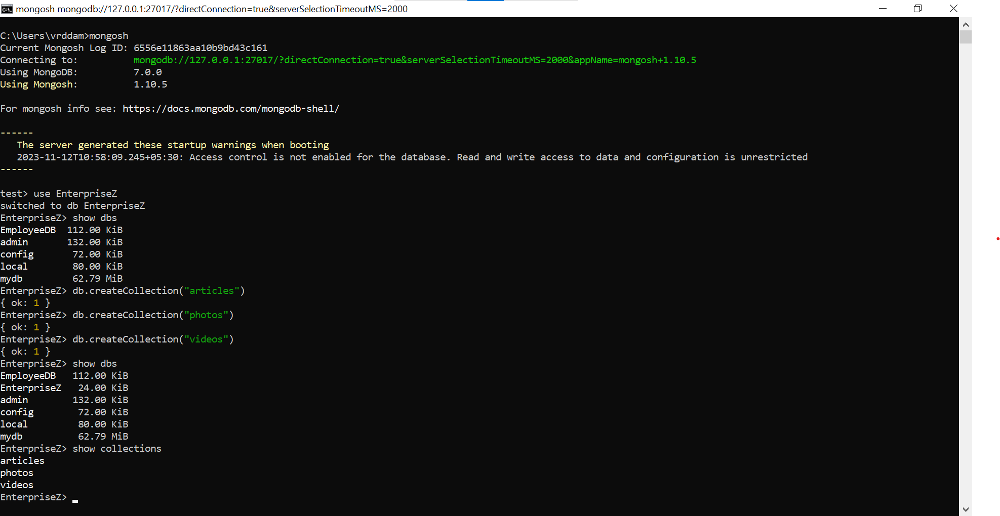 mongosh mongodb://127.0.0.1:27017/?directConnection=true&serverSelectionTimeoutMS=2000
C:\Users\vrddam>mongosh
Current Mongosh Log ID: 6556e11863aa10b9bd43c161
Connecting to:          mongodb://127.0.0.1:27017/?directConnection=true&serverSelectionTimeoutMS=2000&appName=mongosh+1.10.5
Using MongoDB:          7.0.0
Using Mongosh:          1.10.5
For mongosh info see: https://docs.mongodb.com/mongodb-shell/
------
   The server generated these startup warnings when booting
   2023-11-12T10:58:09.245+05:30: Access control is not enabled for the database. Read and write access to data and configuration is unrestricted
------
test> use EnterpriseZ
switched to db EnterpriseZ
EnterpriseZ> show dbs
EmployeeDB  112.00 KiB
admin       132.00 KiB
config       72.00 KiB
local        80.00 KiB
mydb         62.79 MiB
EnterpriseZ> db.createCollection("articles")
{ ok: 1 }
EnterpriseZ> db.createCollection("photos")
{ ok: 1 }
EnterpriseZ> db.createCollection("videos")
{ ok: 1 }
EnterpriseZ> show dbs
EmployeeDB   112.00 KiB
EnterpriseZ   24.00 KiB
admin        132.00 KiB
config        72.00 KiB
local         80.00 KiB
mydb          62.79 MiB
EnterpriseZ> show collections
articles
photos
videos
EnterpriseZ>